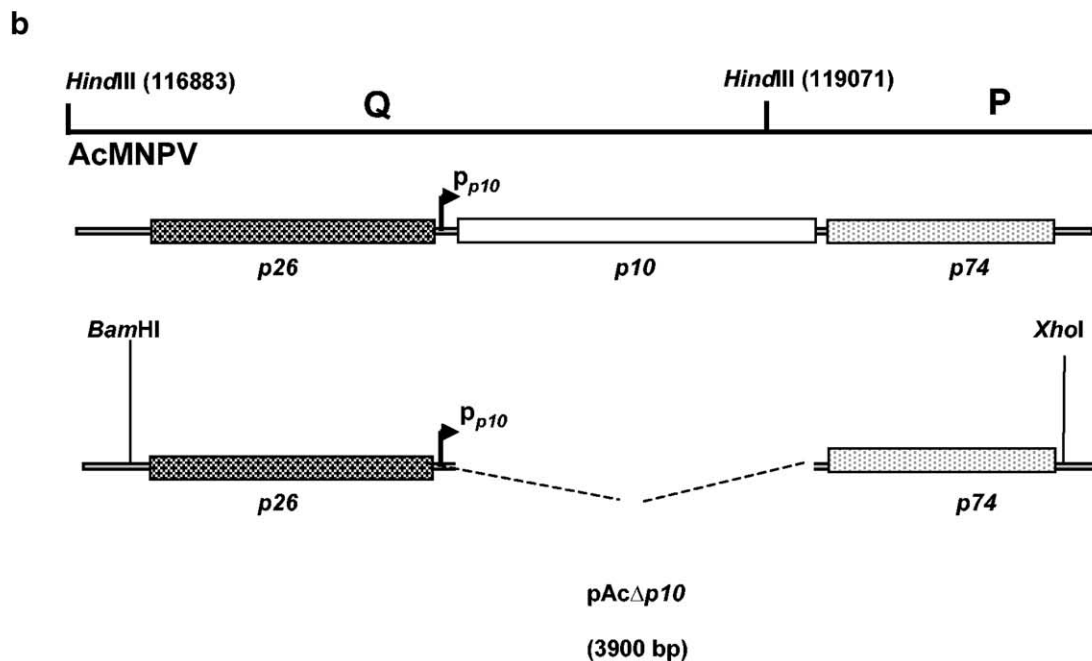 b
HindIII (116883)
Q
HindIII (119071)
P
AcMNPV
pp10
p26
p10
p74
BamHI
XhoI
pp10
p26
p74
pAcΔp10
(3900 bp)